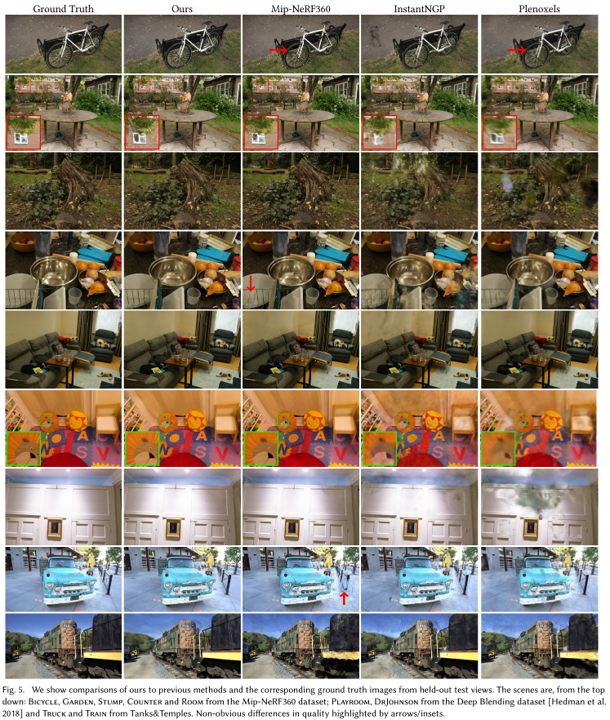 Ground Truth Ours Mip-NeRF360 InstantNGP Plenoxels
Fig. 5. We show comparisons of ours to previous methods and the corresponding ground truth images from held-out test views. The scenes are, from the top
down: Bicycle, Garden, Stump, Counter and Room from the Mip-NeRF360 dataset; Playroom, DrJohnson from the Deep Blending dataset [Hedman et al.
2018] and Truck and Train from Tanks&Temples. Non-obvious differences in quality highlighted by arrows/insets.